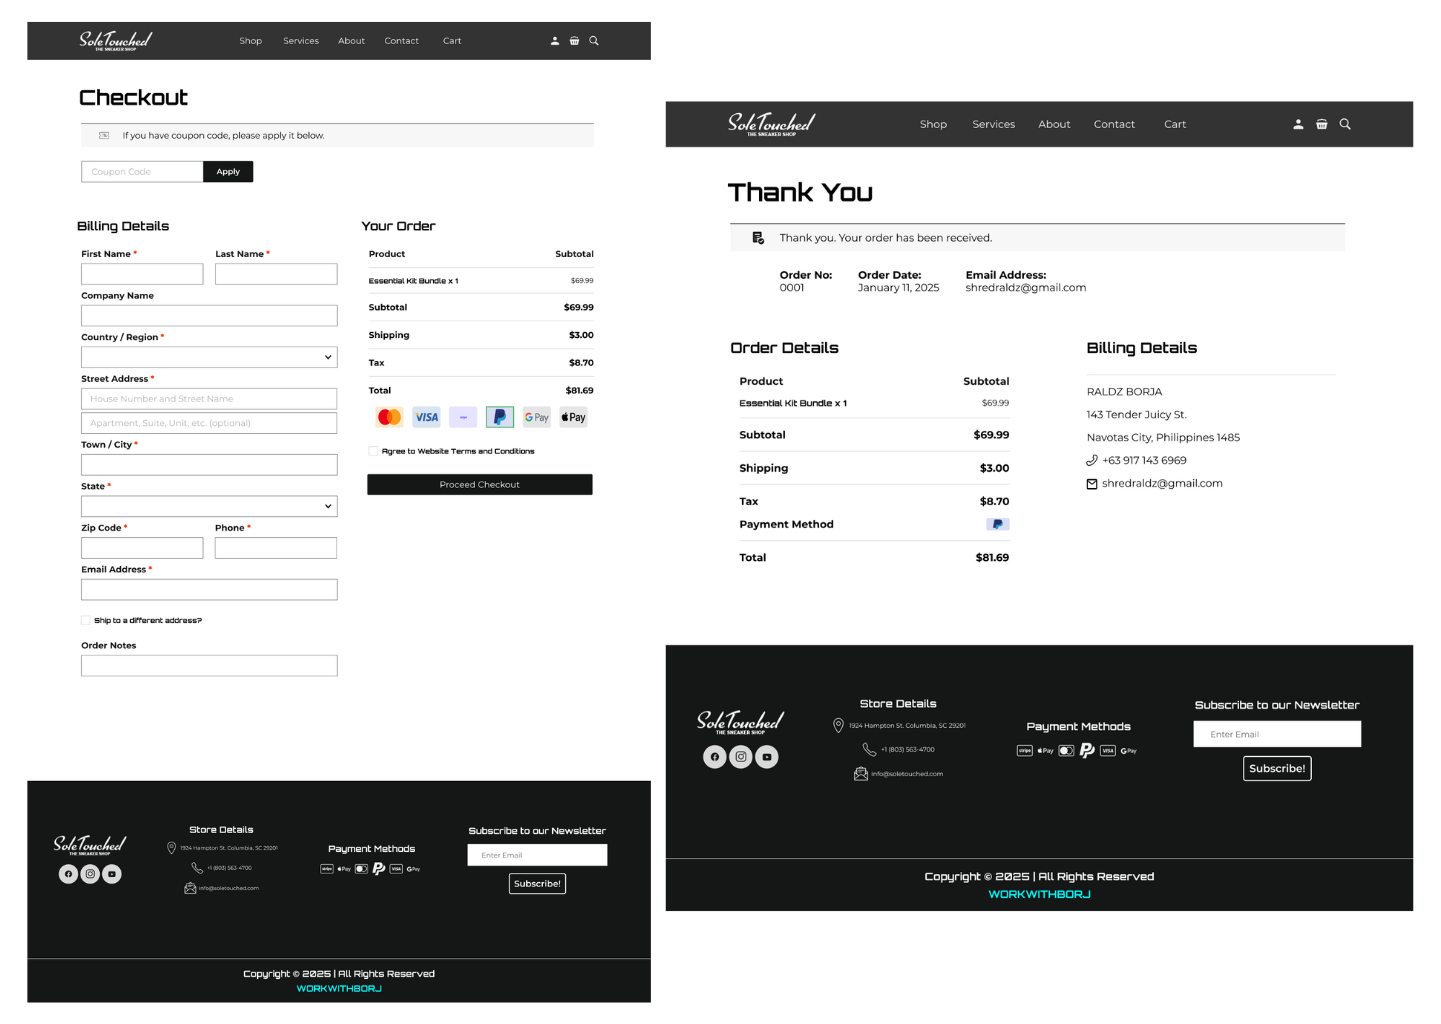 SoleTouched
THE SNEAKER SHOP
Shop Services About Contact Cart
Checkout
If you have coupon code, please apply it below.
Coupon Code Apply
Billing Details
First Name * Last Name *
Company Name
Country / Region *
Street Address *
House Number and Street Name
Apartment, Suite, Unit, etc. (optional)
Town / City *
State *
Zip Code * Phone *
Email Address *
Ship to a different address?
Order Notes
Your Order
Product Subtotal
Essential Kit Bundle x 1 $69.99
Subtotal $69.99
Shipping $3.00
Tax $8.70
Total $81.69
VISA G Pay Pay
Agree to Website Terms and Conditions
Proceed Checkout
SoleTouched
THE SNEAKER SHOP
Store Details
1924 Hampton St. Columbia, SC 29201
+1 (803) 563-4700
info@soletouched.com
Payment Methods
stripe Pay VISA G Pay
Subscribe to our Newsletter
Enter Email
Subscribe!
Copyright © 2025 | All Rights Reserved
WORKWITHBORJ
SoleTouched
THE SNEAKER SHOP
Shop Services About Contact Cart
Thank You
Thank you. Your order has been received.
Order No: Order Date: Email Address:
0001 January 11, 2025 shredraldz@gmail.com
Order Details
Product Subtotal
Essential Kit Bundle x 1 $69.99
Subtotal $69.99
Shipping $3.00
Tax $8.70
Payment Method
Total $81.69
Billing Details
RALDZ BORJA
143 Tender Juicy St.
Navotas City, Philippines 1485
+63 917 143 6969
shredraldz@gmail.com
SoleTouched
THE SNEAKER SHOP
Store Details
1924 Hampton St. Columbia, SC 29201
+1 (803) 563-4700
info@soletouched.com
Payment Methods
stripe Pay VISA G Pay
Subscribe to our Newsletter
Enter Email
Subscribe!
Copyright © 2025 | All Rights Reserved
WORKWITHBORJ